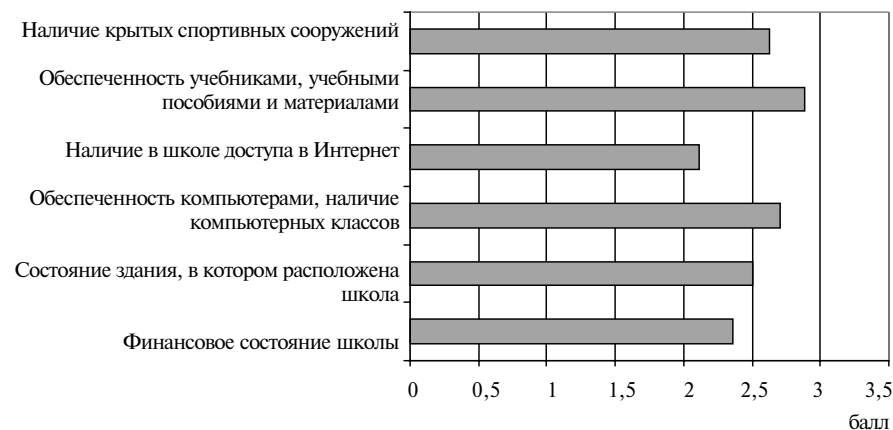 Наличие крытых спортивных сооружений
Обеспеченность учебниками, учебными
пособиями и материалами
Наличие в школе доступа в Интернет
Обеспеченность компьютерами, наличие
компьютерных классов
Состояние здания, в котором расположена
школа
Финансовое состояние школы
0 0,5 1 1,5 2 2,5 3 3,5
балл